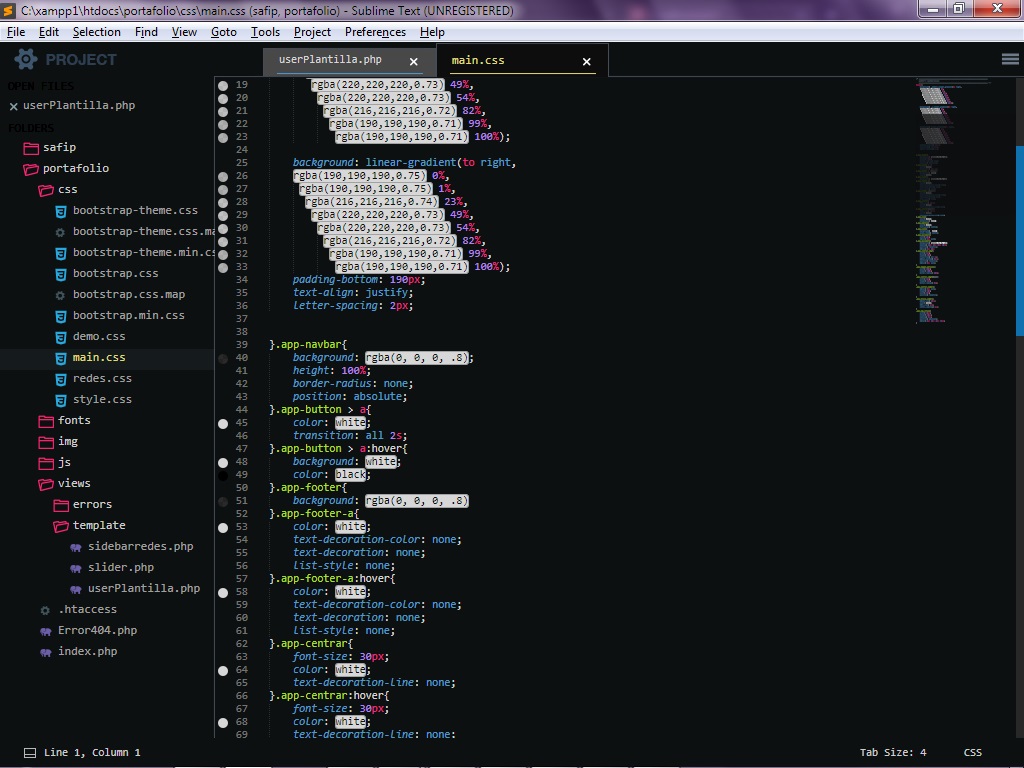 C:\xampp1\htdocs\portafolio\css\main.css (safip, portafolio) - Sublime Text (UNREGISTERED)
File Edit Selection Find View Goto Tools Project Preferences Help
PROJECT
OPEN FILES
userPlantilla.php
FOLDERS
safip
portafolio
css
bootstrap-theme.css
bootstrap-theme.css.ma
bootstrap-theme.min.cs
bootstrap.css
bootstrap.css.map
bootstrap.min.css
demo.css
main.css
redes.css
style.css
fonts
img
js
views
errors
template
sidebarredes.php
slider.php
userPlantilla.php
.htaccess
Error404.php
index.php
userPlantilla.php
main.css
19 rgba(220,220,220,0.73) 49%,
20 rgba(220,220,220,0.73) 54%,
21 rgba(216,216,216,0.72) 82%,
22 rgba(190,190,190,0.71) 99%,
23 rgba(190,190,190,0.71) 100%);
24
25 background: linear-gradient(to right,
26 rgba(190,190,190,0.75) 0%,
27 rgba(190,190,190,0.75) 1%,
28 rgba(216,216,216,0.74) 23%,
29 rgba(220,220,220,0.73) 49%,
30 rgba(220,220,220,0.73) 54%,
31 rgba(216,216,216,0.72) 82%,
32 rgba(190,190,190,0.71) 99%,
33 rgba(190,190,190,0.71) 100%);
34 padding-bottom: 190px;
35 text-align: justify;
36 letter-spacing: 2px;
37
38
39 }.app-navbar{
40 background: rgba(0, 0, 0, .8);
41 height: 100%;
42 border-radius: none;
43 position: absolute;
44 }.app-button > a{
45 color: white;
46 transition: all 2s;
47 }.app-button > a:hover{
48 background: white;
49 color: black;
50 }.app-footer{
51 background: rgba(0, 0, 0, .8)
52 }.app-footer-a{
53 color: white;
54 text-decoration-color: none;
55 text-decoration: none;
56 list-style: none;
57 }.app-footer-a:hover{
58 color: white;
59 text-decoration-color: none;
60 text-decoration: none;
61 list-style: none;
62 }.app-centrar{
63 font-size: 30px;
64 color: white;
65 text-decoration-line: none;
66 }.app-centrar:hover{
67 font-size: 30px;
68 color: white;
69 text-decoration-line: none;
Line 1, Column 1
Tab Size: 4
CSS